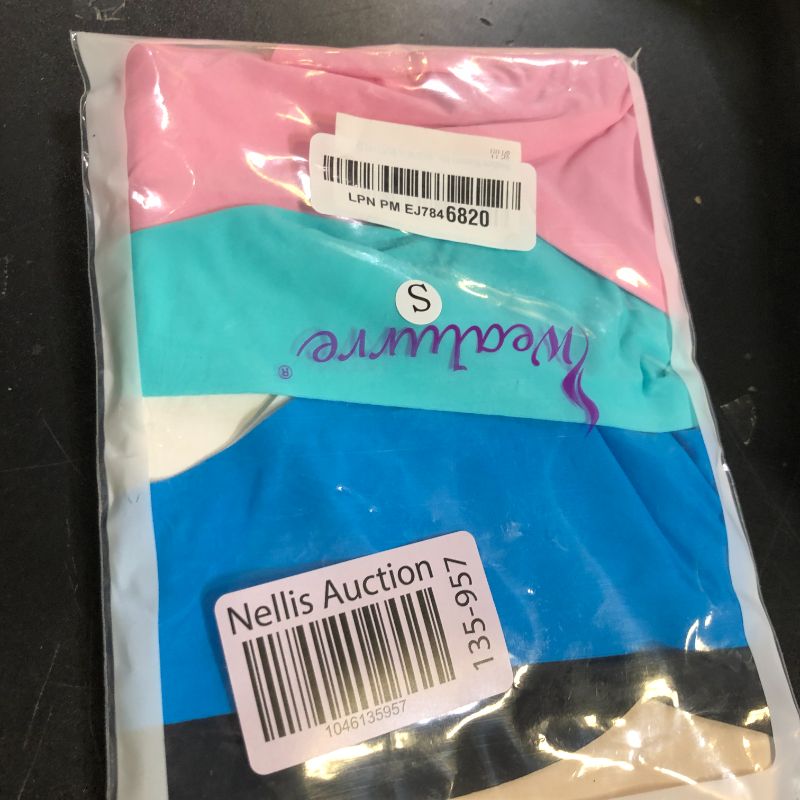 LPN PM EJ7846820
S
Wealurre
®
Nellis Auction
135-957
1046135957